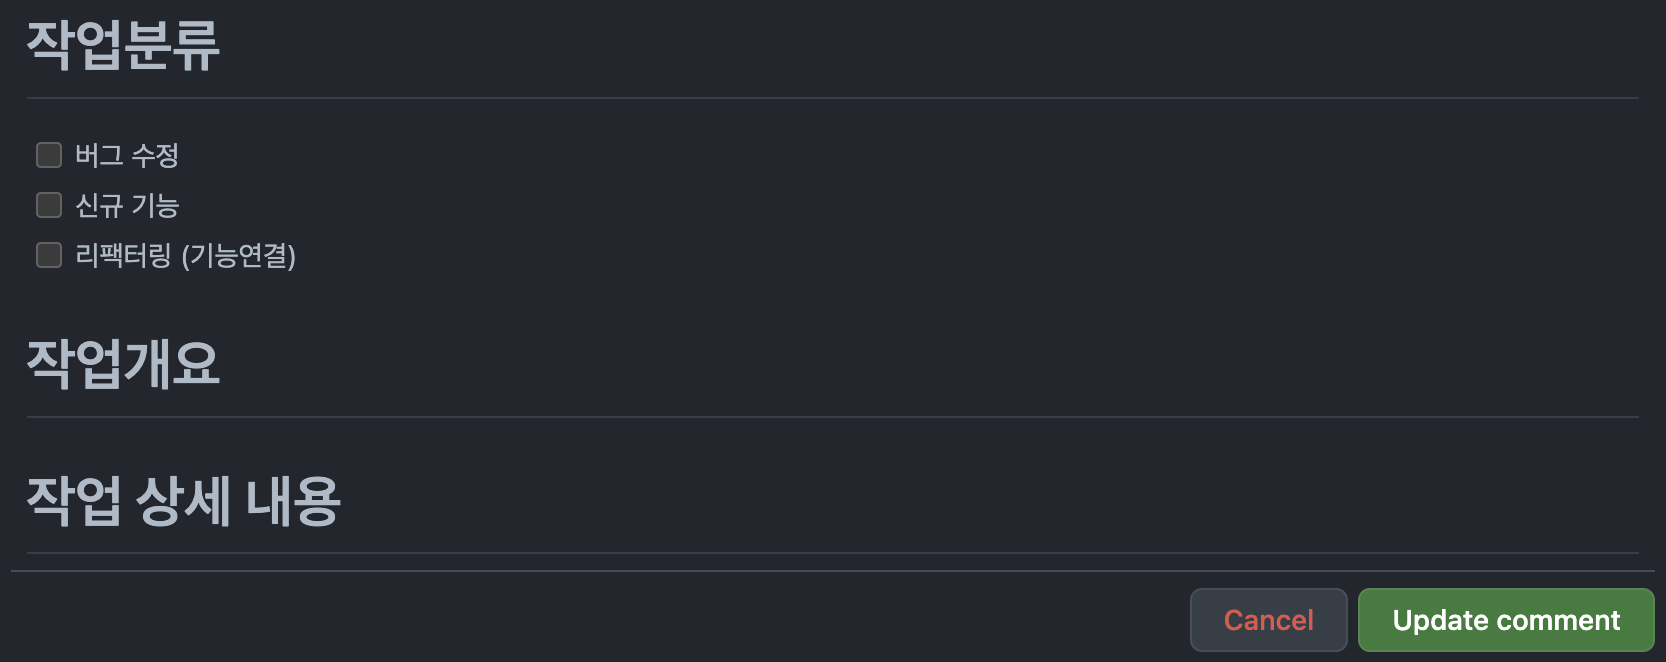 작업분류
버그 수정
신규 기능
리팩터링 (기능연결)
작업개요
작업 상세 내용
Cancel
Update comment